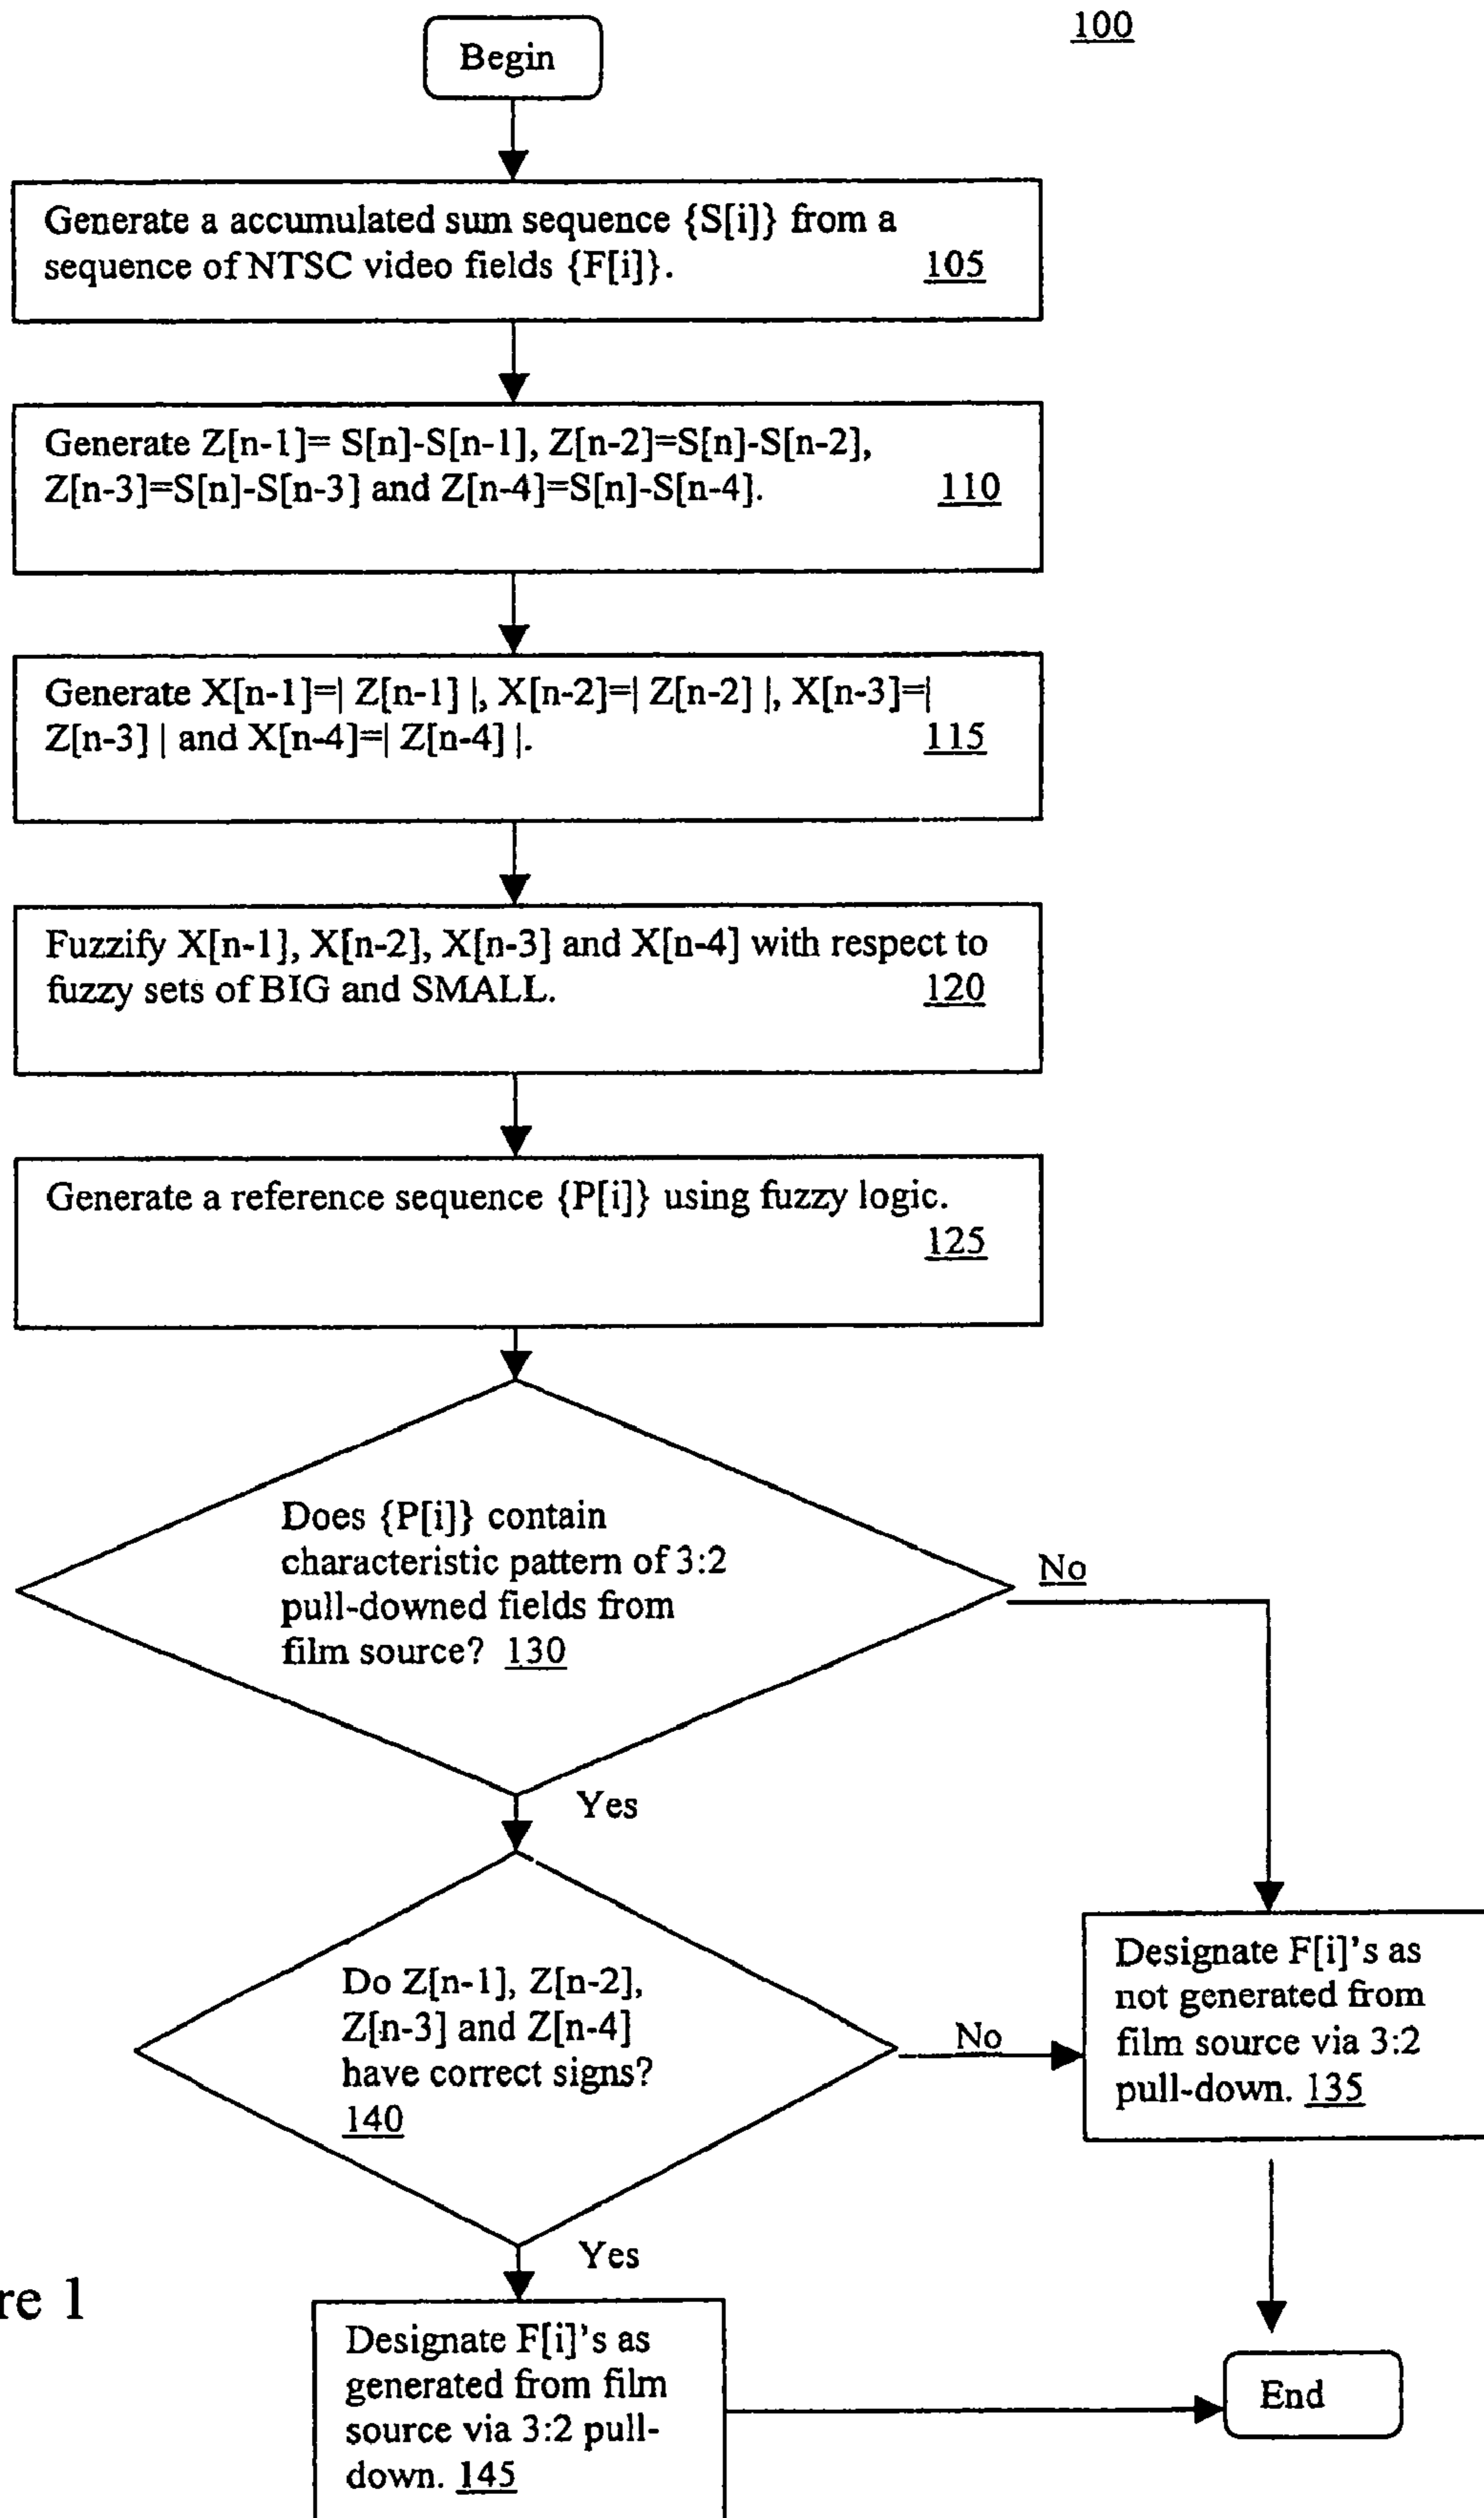 100
Begin
Generate a accumulated sum sequence {S[i]} from a
sequence of NTSC video fields {F[i]}. 105
Generate Z[n-1]= S[n]-S[n-1], Z[n-2]=S[n]-S[n-2],
Z[n-3]=S[n]-S[n-3] and Z[n-4]=S[n]-S[n-4]. 110
Generate X[n-1]=| Z[n-1] |, X[n-2]=| Z[n-2] |, X[n-3]=|
Z[n-3] | and X[n-4]=| Z[n-4] |. 115
Fuzzify X[n-1], X[n-2], X[n-3] and X[n-4] with respect to
fuzzy sets of BIG and SMALL. 120
Generate a reference sequence {P[i]} using fuzzy logic.
125
Does {P[i]} contain
characteristic pattern of 3:2
pull-downed fields from
film source? 130
No
Yes
Do Z[n-1], Z[n-2],
Z[n-3] and Z[n-4]
have correct signs?
140
No
Designate F[i]'s as
not generated from
film source via 3:2
pull-down. 135
Yes
re 1
Designate F[i]'s as
generated from film
source via 3:2 pull-
down. 145
End